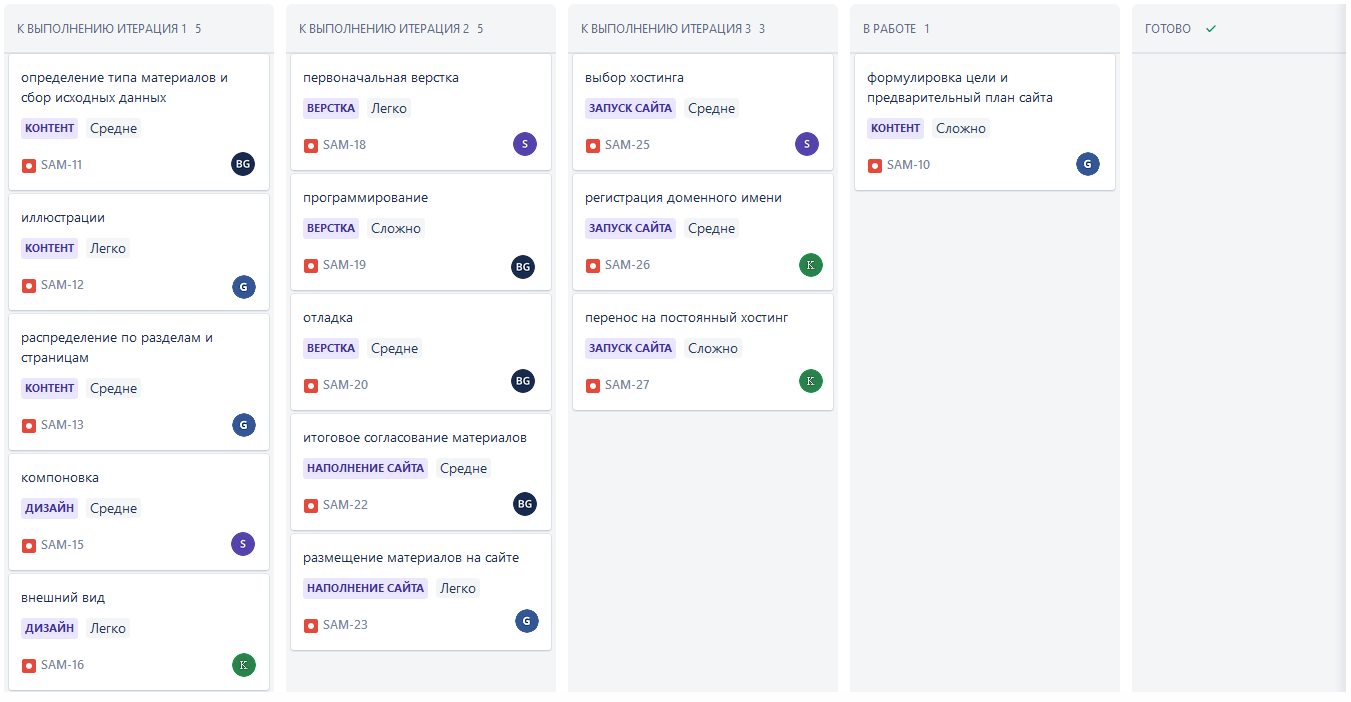 К ВЫПОЛНЕНИЮ ИТЕРАЦИЯ 1 5
определение типа материалов и
сбор исходных данных
КОНТЕНТ Средне
SAM-11 BG
иллюстрации
КОНТЕНТ Легко
SAM-12 G
распределение по разделам и
страницам
КОНТЕНТ Средне
SAM-13 G
компоновка
ДИЗАЙН Средне
SAM-15 S
внешний вид
ДИЗАЙН Легко
SAM-16 K
К ВЫПОЛНЕНИЮ ИТЕРАЦИЯ 2 5
первоначальная верстка
ВЕРСТКА Легко
SAM-18 S
программирование
ВЕРСТКА Сложно
SAM-19 BG
отладка
ВЕРСТКА Средне
SAM-20 BG
итоговое согласование материалов
НАПОЛНЕНИЕ САЙТА Средне
SAM-22 BG
размещение материалов на сайте
НАПОЛНЕНИЕ САЙТА Легко
SAM-23 G
К ВЫПОЛНЕНИЮ ИТЕРАЦИЯ 3 3
выбор хостинга
ЗАПУСК САЙТА Средне
SAM-25 S
регистрация доменного имени
ЗАПУСК САЙТА Средне
SAM-26 K
перенос на постоянный хостинг
ЗАПУСК САЙТА Сложно
SAM-27 K
В РАБОТЕ 1
формулировка цели и
предварительный план сайта
КОНТЕНТ Сложно
SAM-10 G
ГОТОВО